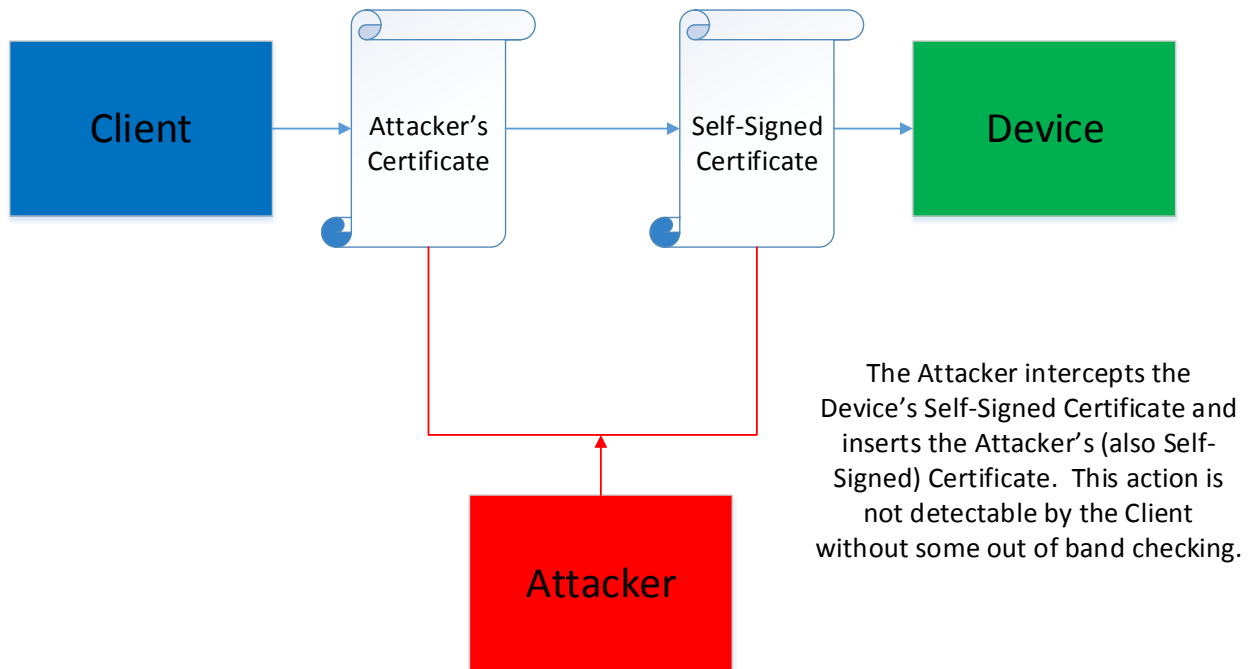 Client
Attacker’s
Certificate
Self-Signed
Certificate
Device
The Attacker intercepts the
Device’s Self-Signed Certificate and
inserts the Attacker’s (also Self-
Signed) Certificate.  This action is
not detectable by the Client
without some out of band checking.
Attacker